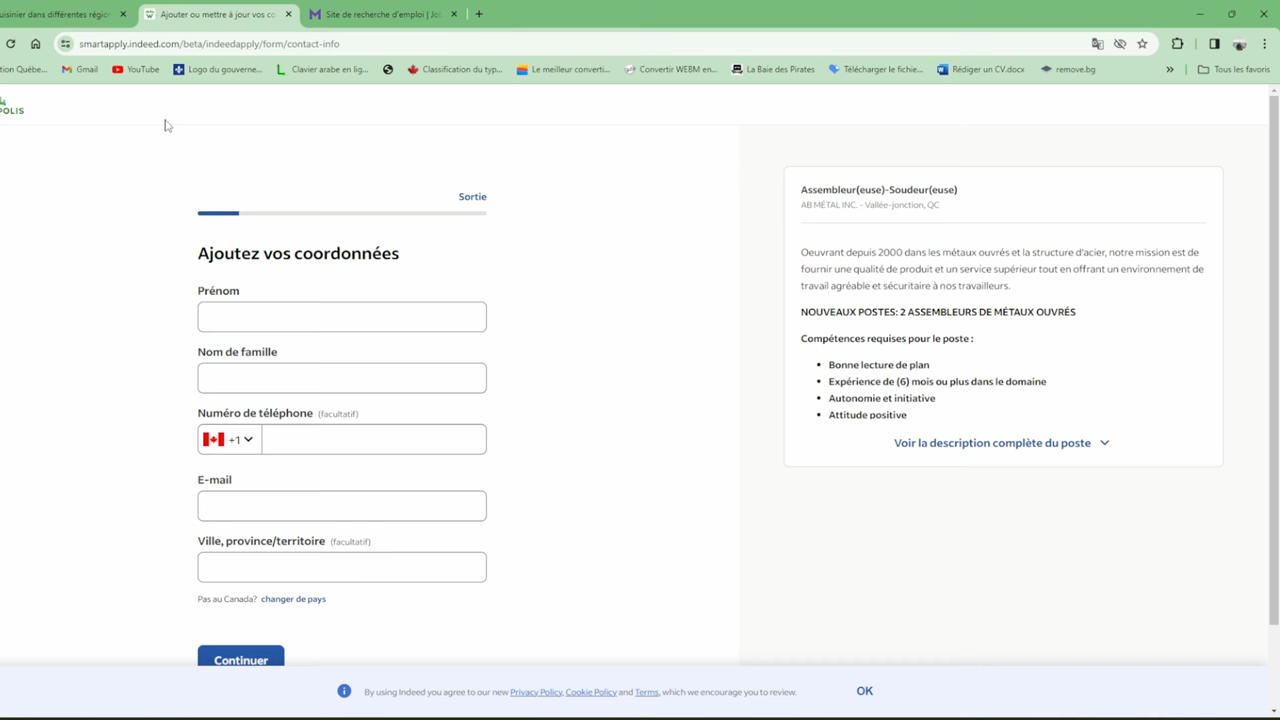 uisinier dans différentes régio
Ajouter ou mettre à jour vos co
Site de recherche d'emploi | Jo
smartapply.indeed.com/beta/indeedapply/form/contact-info
tion Québe...
Gmail
YouTube
Logo du gouverne...
Clavier arabe en lig...
Classification du typ...
Le meilleur converti...
Convertir WEBM en...
La Baie des Pirates
Télécharger le fichie...
Rédiger un CV.docx
remove.bg
Tous les favoris
POLIS
Sortie
Ajoutez vos coordonnées
Prénom
Nom de famille
Numéro de téléphone (facultatif)
+1
E-mail
Ville, province/territoire (facultatif)
Pas au Canada? changer de pays
Continuer
Assembleur(euse)-Soudeur(euse)
AB MÉTAL INC. - Vallée-jonction, QC
Oeuvrant depuis 2000 dans les métaux ouvrés et la structure d'acier, notre mission est de
fournir une qualité de produit et un service supérieur tout en offrant un environnement de
travail agréable et sécuritaire à nos travailleurs.
NOUVEAUX POSTES: 2 ASSEMBLEURS DE MÉTAUX OUVRÉS
Compétences requises pour le poste :
• Bonne lecture de plan
• Expérience de (6) mois ou plus dans le domaine
• Autonomie et initiative
• Attitude positive
Voir la description complète du poste
By using Indeed you agree to our new Privacy Policy, Cookie Policy and Terms, which we encourage you to review.
OK